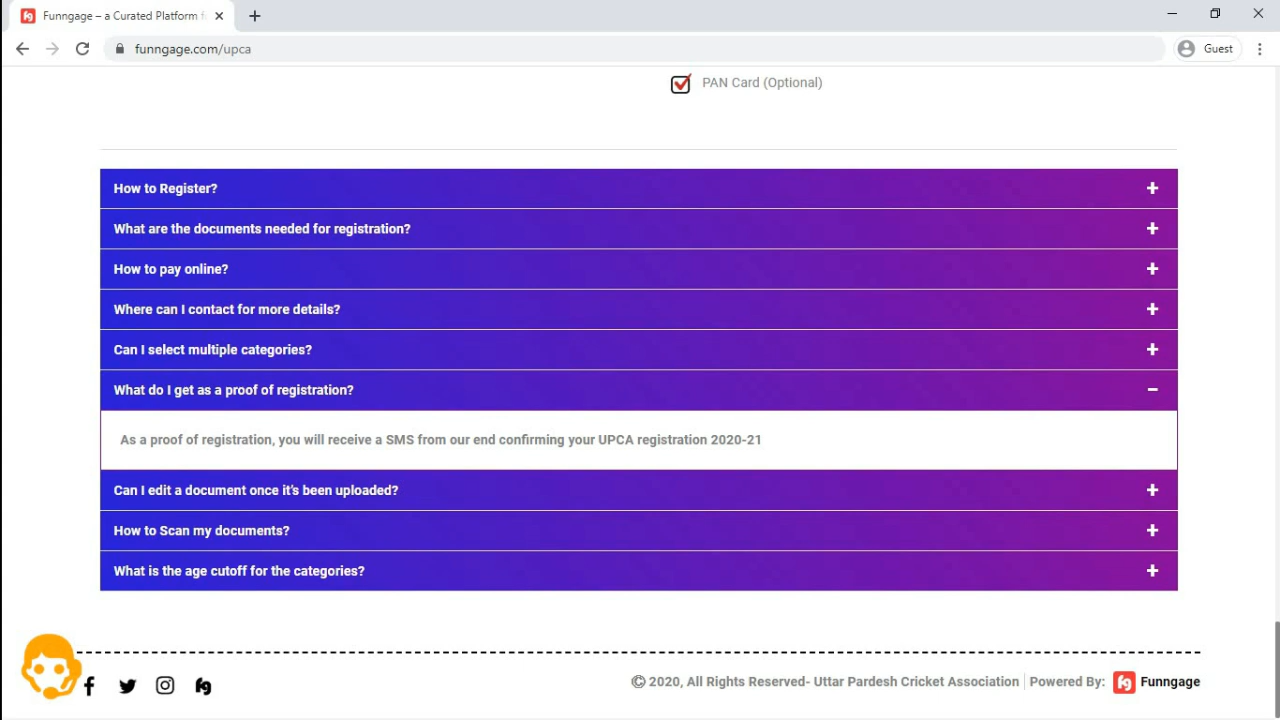 Funngage – a Curated Platform f
funngage.com/upca
Guest
PAN Card (Optional)
How to Register?
What are the documents needed for registration?
How to pay online?
Where can I contact for more details?
Can I select multiple categories?
What do I get as a proof of registration?
As a proof of registration, you will receive a SMS from our end confirming your UPCA registration 2020-21
Can I edit a document once it's been uploaded?
How to Scan my documents?
What is the age cutoff for the categories?
© 2020, All Rights Reserved- Uttar Pardesh Cricket Association | Powered By: Funngage